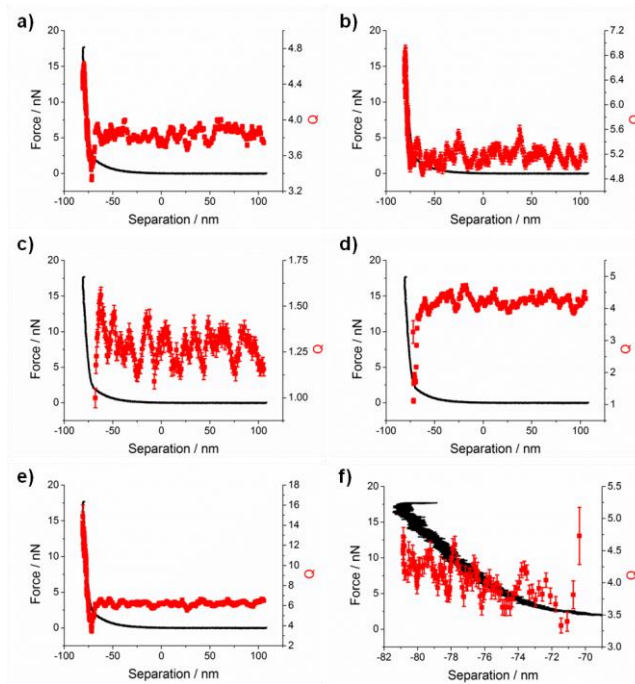 a)
20
15
10
5
0
Force / nN
4.8
4.4
4.0
3.6
3.2
Q
-100 -50 0 50 100
Separation / nm
b)
20
15
10
5
0
Force / nN
7.2
6.8
6.4
6.0
5.6
5.2
4.8
Q
-100 -50 0 50 100
Separation / nm
c)
20
15
10
5
0
Force / nN
1.75
1.50
1.25
1.00
Q
-100 -50 0 50 100
Separation / nm
d)
20
15
10
5
0
Force / nN
5
4
3
2
1
Q
-100 -50 0 50 100
Separation / nm
e)
20
15
10
5
0
Force / nN
18
16
14
12
10
8
6
4
2
Q
-100 -50 0 50 100
Separation / nm
f)
20
15
10
5
0
Force / nN
5.5
5.0
4.5
4.0
3.5
3.0
Q
-82 -80 -78 -76 -74 -72 -70
Separation / nm